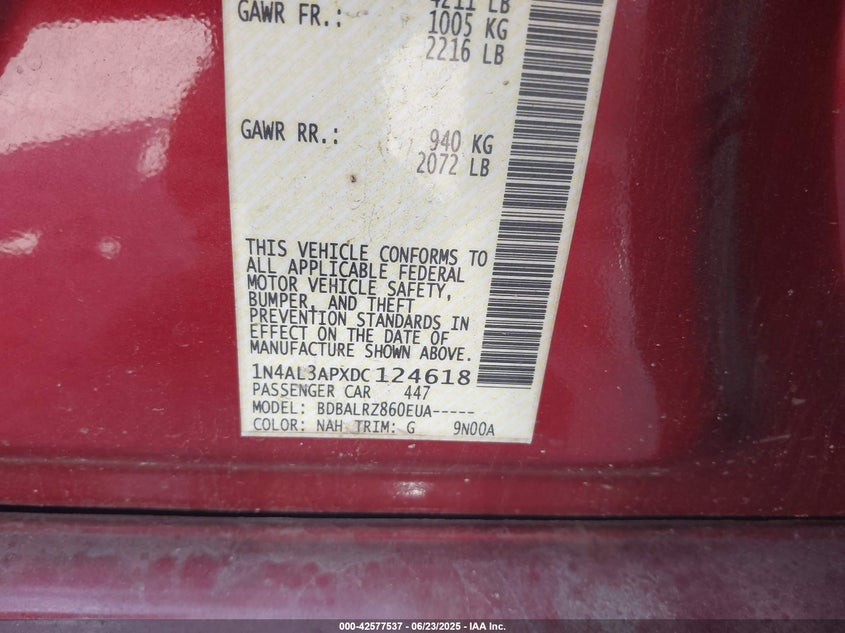 4211 LB
GAWR FR.: 1005 KG
2216 LB
GAWR RR.: 940 KG
2072 LB
THIS VEHICLE CONFORMS TO
ALL APPLICABLE FEDERAL
MOTOR VEHICLE SAFETY,
BUMPER, AND THEFT
PREVENTION STANDARDS IN
EFFECT ON THE DATE OF
MANUFACTURE SHOWN ABOVE.
1N4AL3APXDC124618
PASSENGER CAR 447
MODEL: BDBALRZ860EUA-----
COLOR: NAH TRIM: G 9N00A
000-42577537 - 06/23/2025 - IAA Inc.